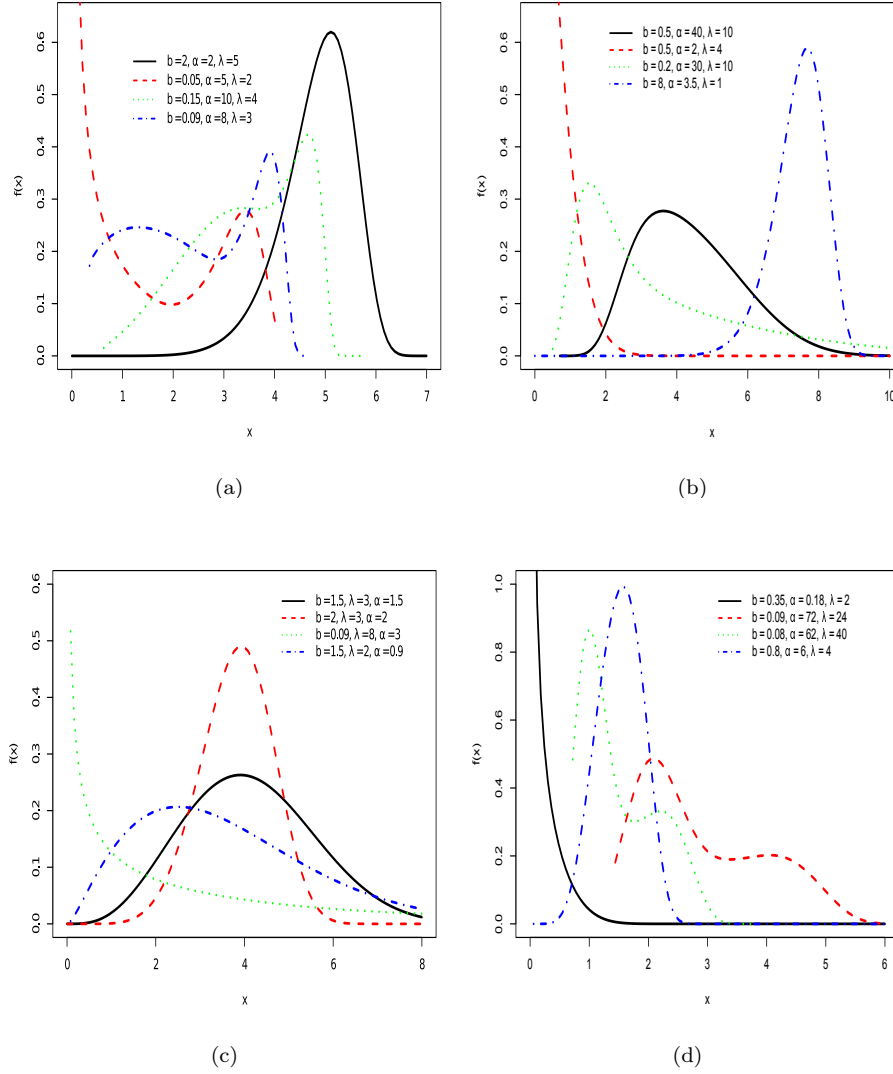 0.6
0.5
0.4
0.3
0.2
0.1
0.0
f(x)
b=2, α=2, λ=5
b=0.05, α=5, λ=2
b=0.15, α=10, λ=4
b=0.09, α=8, λ=3
0 1 2 3 4 5 6 7
x
(a)
0.6
0.5
0.4
0.3
0.2
0.1
0.0
f(x)
b=0.5, α=40, λ=10
b=0.5, α=2, λ=4
b=0.2, α=30, λ=10
b=8, α=3.5, λ=1
0 2 4 6 8 10
x
(b)
0.6
0.5
0.4
0.3
0.2
0.1
0.0
f(x)
b=1.5, λ=3, α=1.5
b=2, λ=3, α=2
b=0.09, λ=8, α=3
b=1.5, λ=2, α=0.9
0 2 4 6 8
x
(c)
1.0
0.8
0.6
0.4
0.2
0.0
f(x)
b=0.35, α=0.18, λ=2
b=0.09, α=72, λ=24
b=0.08, α=62, λ=40
b=0.8, α=6, λ=4
0 1 2 3 4 5 6
x
(d)